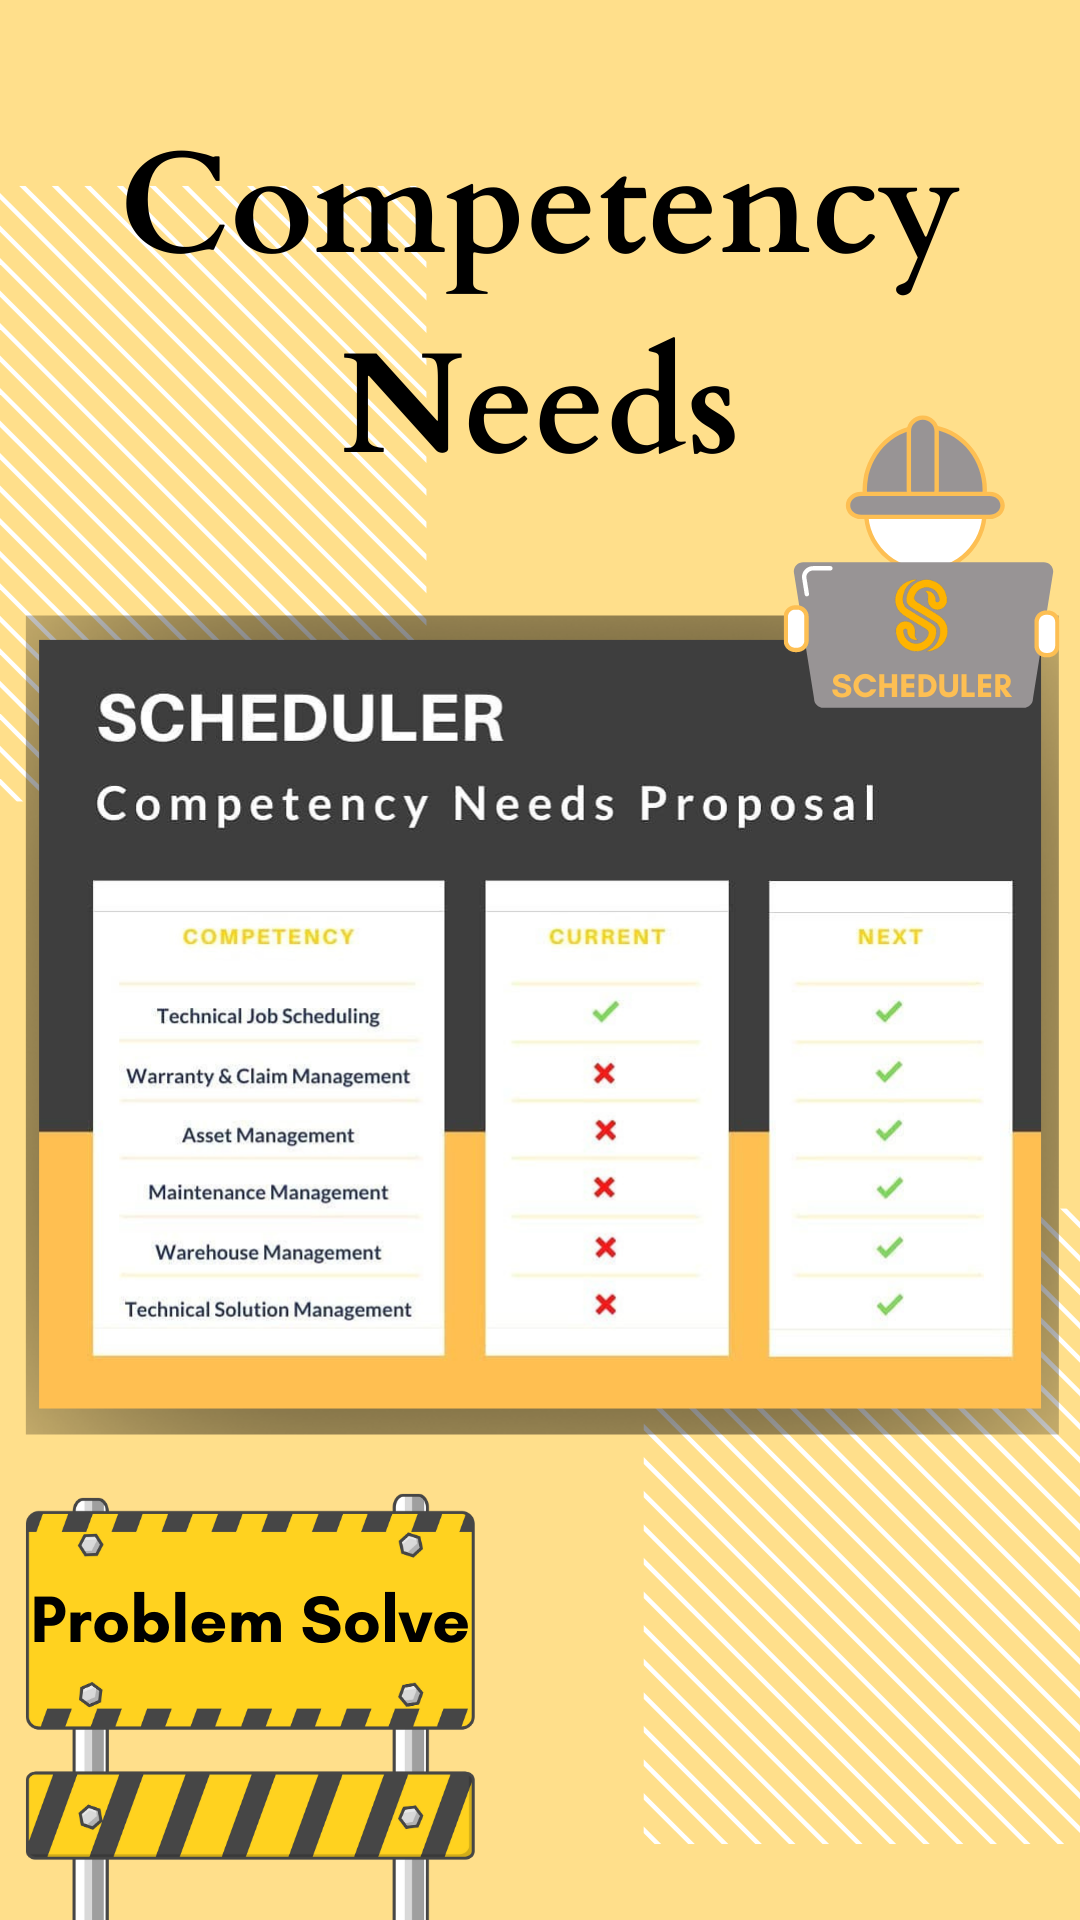 Competency
Needs
S
SCHEDULER
SCHEDULER
Competency Needs Proposal
COMPETENCY CURRENT NEXT
Technical Job Scheduling
Warranty & Claim Management
Asset Management
Maintenance Management
Warehouse Management
Technical Solution Management
Problem Solve